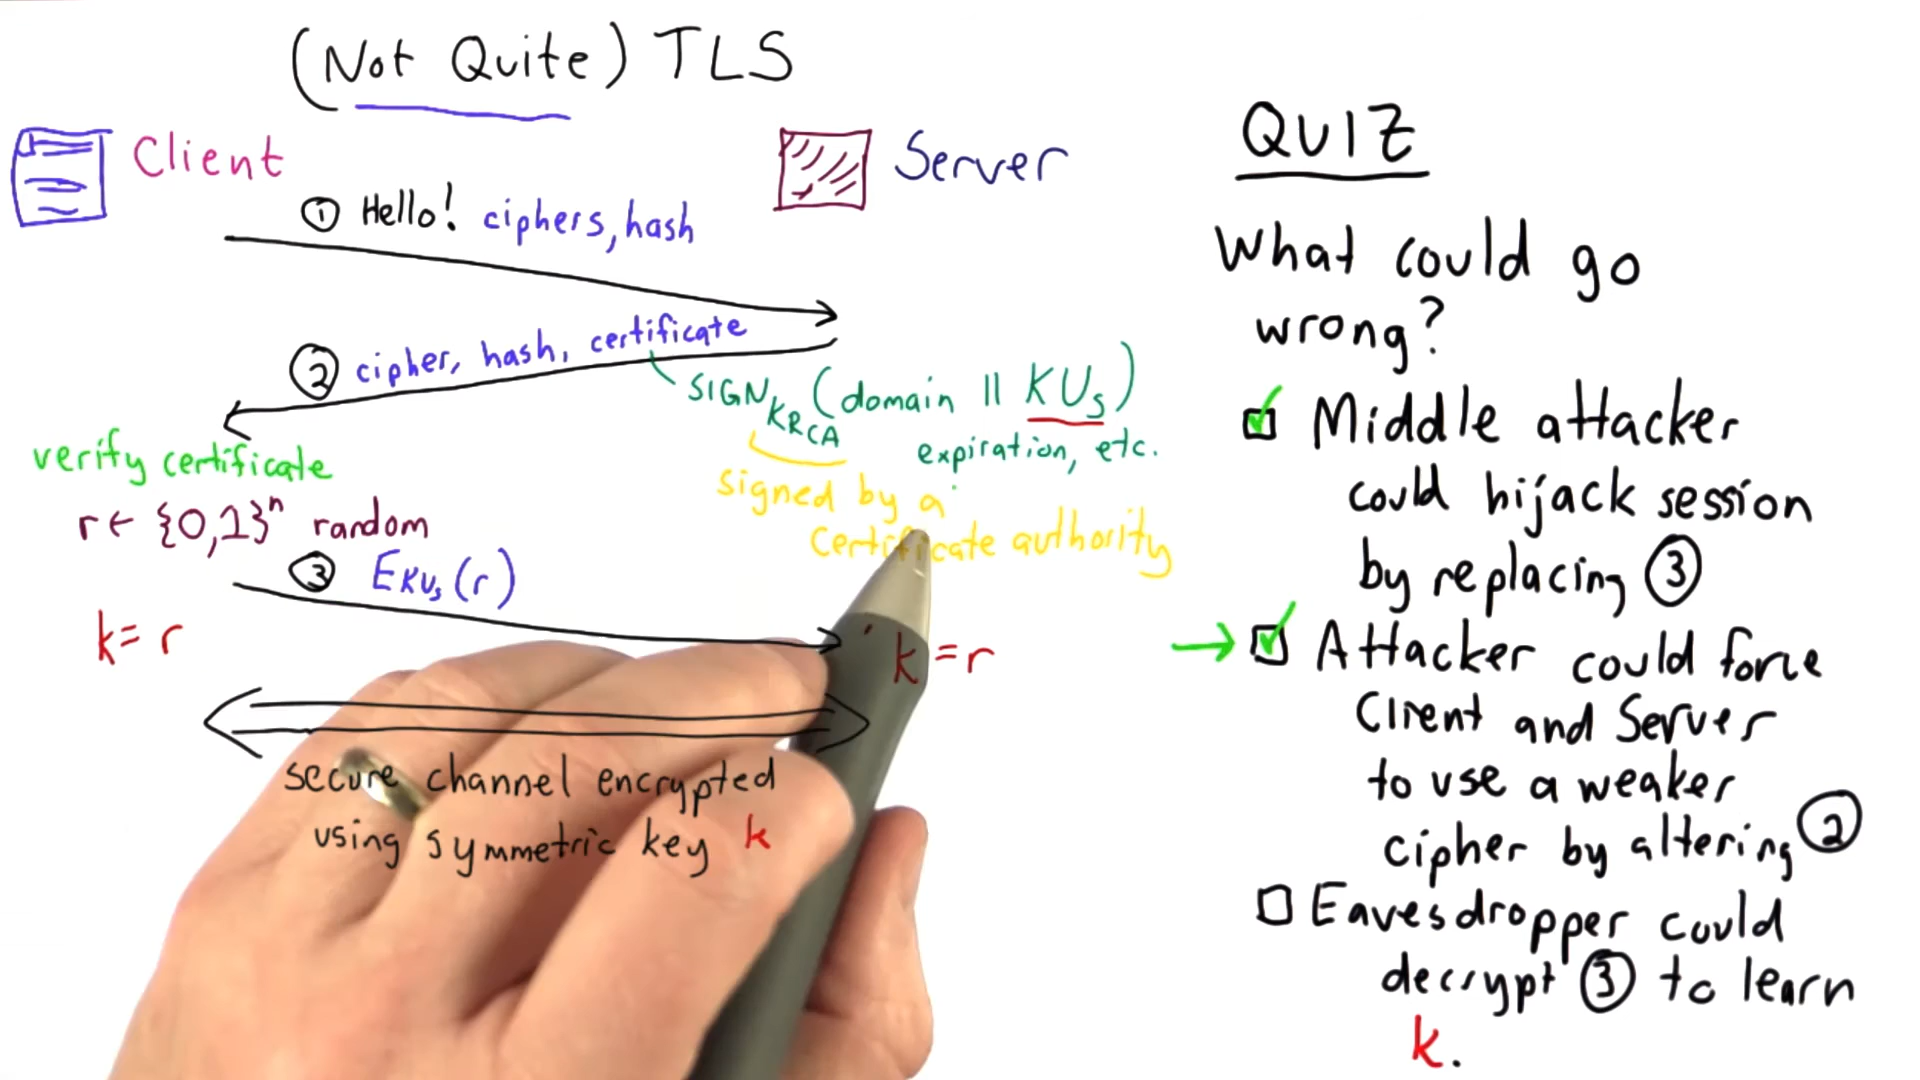 (Not Quite) TLS
Client
Server
① Hello! ciphers, hash
② cipher, hash, certificate
SIGN KRCA (domain || KUs)
expiration, etc.
signed by a
certificate authority
verify certificate
r ← {0,1}ⁿ random
③ EKUs(r)
k = r
k = r
secure channel encrypted
using symmetric key k
QUIZ
What could go
wrong?
Middle attacker
could hijack session
by replacing ③
→ Attacker could force
Client and Server
to use a weaker
cipher by altering ②
Eavesdropper could
decrypt ③ to learn
k.